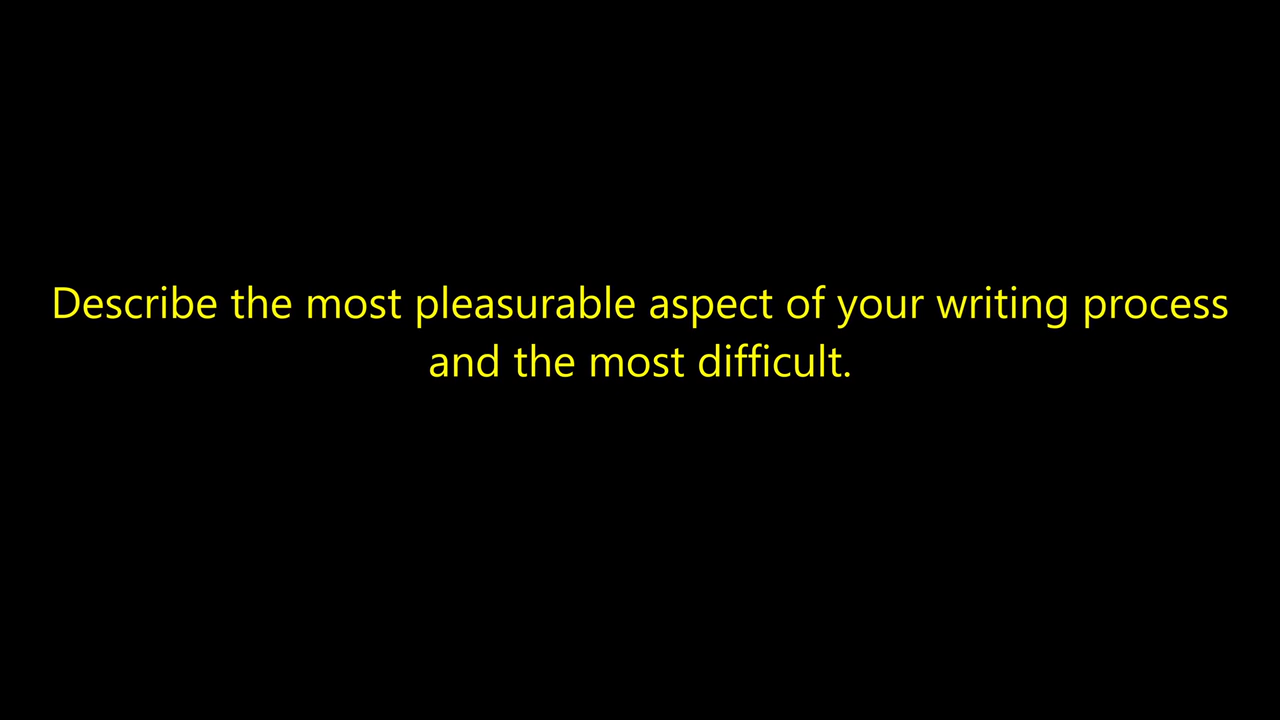 Describe the most pleasurable aspect of your writing process
and the most difficult.